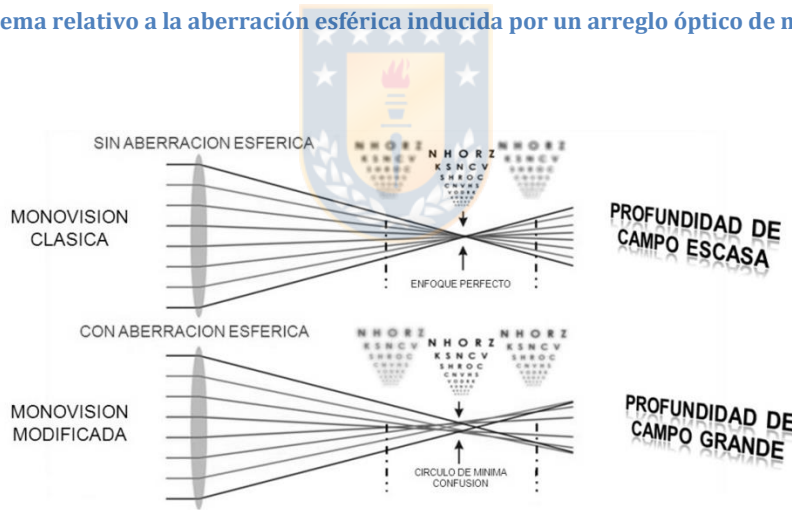 ema relativo a la aberración esférica inducida por un arreglo óptico de
SIN ABERRACION ESFERICA
N H O R Z
K S N C V
S H R O C
N H O R Z
K S N C V
S H R O C
C N V H S
V O D R K
N H O R Z
K S N C V
S H R O C
MONOVISION
CLASICA
ENFOQUE PERFECTO
PROFUNDIDAD DE
CAMPO ESCASA
CON ABERRACION ESFERICA
N H O R Z
K S N C V
S H R O C
C N V H S
N H O R Z
K S N C V
S H R O C
C N V H S
V O D R K
N H O R Z
K S N C V
S H R O C
C N V H S
MONOVISION
MODIFICADA
CIRCULO DE MINIMA
CONFUSION
PROFUNDIDAD DE
CAMPO GRANDE